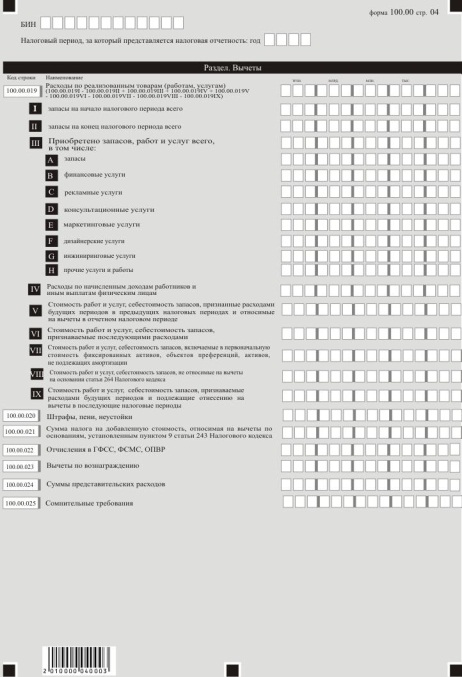 форма 100.00 стр. 04
БИН
Налоговый период, за который представляется налоговая отчетность: год
Раздел. Вычеты
Код строки Наименование
трлн. млрд. млн. тыс.
100.00.019 Расходы по реализованным товарам (работам, услугам)
(100.00.019I - 100.00.019II + 100.00.019III + 100.00.019IV + 100.00.019V
- 100.00.019VI - 100.00.019VII - 100.00.019VIII - 100.00.019IX)
I запасы на начало налогового периода всего
II запасы на конец налогового периода всего
III Приобретено запасов, работ и услуг всего,
в том числе:
A запасы
B финансовые услуги
C рекламные услуги
D консультационные услуги
E маркетинговые услуги
F дизайнерские услуги
G инжиниринговые услуги
H прочие услуги и работы
IV Расходы по начисленным доходам работников и
иным выплатам физическим лицам
V Стоимость работ и услуг, себестоимость запасов, признанные расходами
будущих периодов в предыдущих налоговых периодах и относимые
на вычеты в отчетном налоговом периоде
VI Стоимость работ и услуг, себестоимость запасов,
признаваемые последующими расходами
VII Стоимость работ и услуг, себестоимость запасов, включаемые в первоначальную
стоимость фиксированных активов, объектов преференций, активов,
не подлежащих амортизации
VIII Стоимость работ и услуг, себестоимость запасов, не относимые на вычеты
на основании статьи 264 Налогового кодекса
IX Стоимость работ и услуг, себестоимость запасов, признаваемые
расходами будущих периодов и подлежащие отнесению на
вычеты в последующие налоговые периоды
100.00.020 Штрафы, пени, неустойки
100.00.021 Сумма налога на добавленную стоимость, относимая на вычеты по
основаниям, установленным пунктом 9 статьи 243 Налогового кодекса
100.00.022 Отчисления в ГФСС, ФСМС, ОПВР
100.00.023 Вычеты по вознаграждению
100.00.024 Суммы представительских расходов
100.00.025 Сомнительные требования
2010000040003